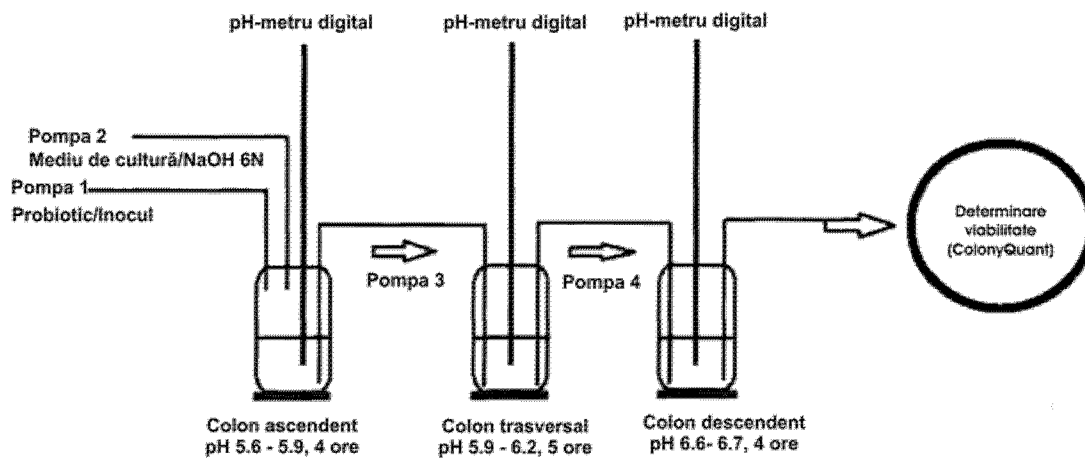 pH-metru digital
pH-metru digital
pH-metru digital
Pompa 2
Mediu de cultură/NaOH 6N
Pompa 1
Probiotic/Inocul
Pompa 3
Pompa 4
Determinare
viabilitate
(ColonyQuant)
Colon ascendent
pH 5.6 - 5.9, 4 ore
Colon trasversal
pH 5.9 - 6.2, 5 ore
Colon descendent
pH 6.6- 6.7, 4 ore